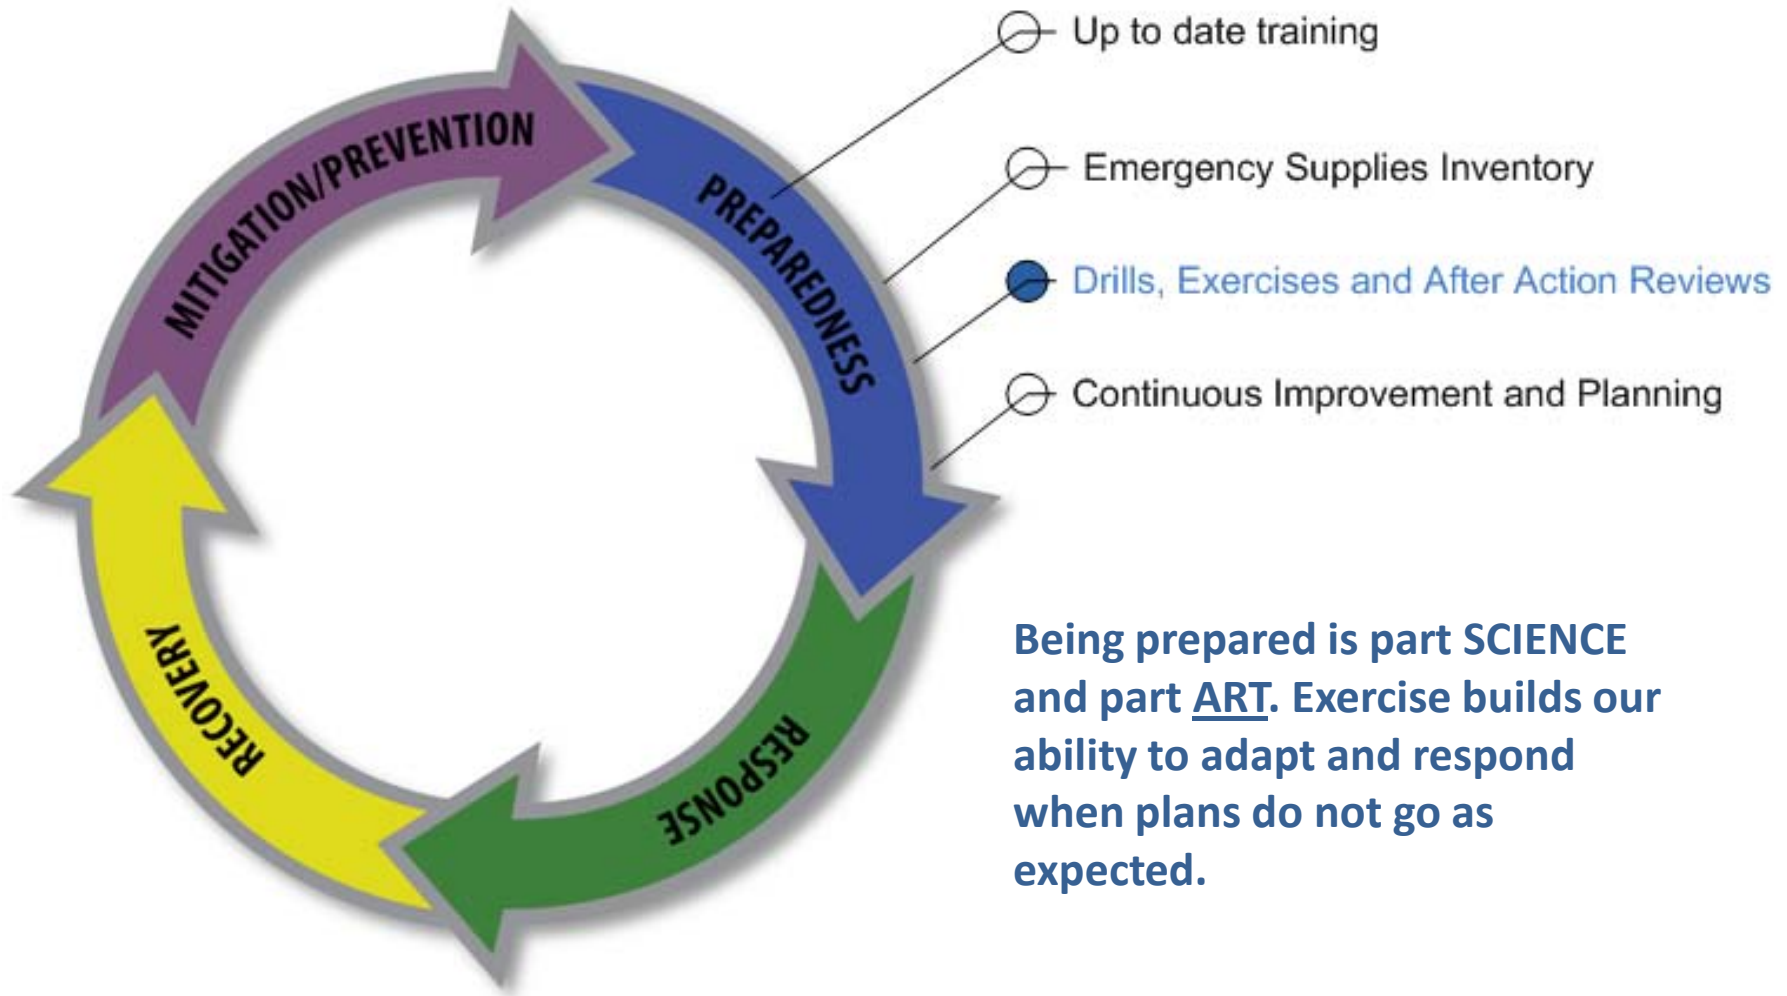 Up to date training
MITIGATION/PREVENTION
Emergency Supplies Inventory
PREPAREDNESS
Drills, Exercises and After Action Reviews
Continuous Improvement and Planning
RECOVERY
RESPONSE
Being prepared is part SCIENCE
and part ART. Exercise builds our
ability to adapt and respond
when plans do not go as
expected.